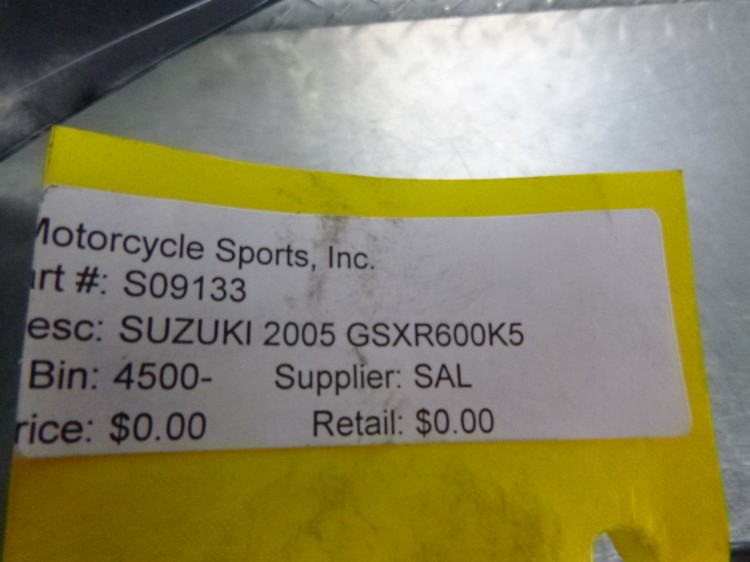 Motorcycle Sports, Inc.
art #: S09133
esc: SUZUKI 2005 GSXR600K5
Bin: 4500-
Supplier: SAL
rice: $0.00
Retail: $0.00